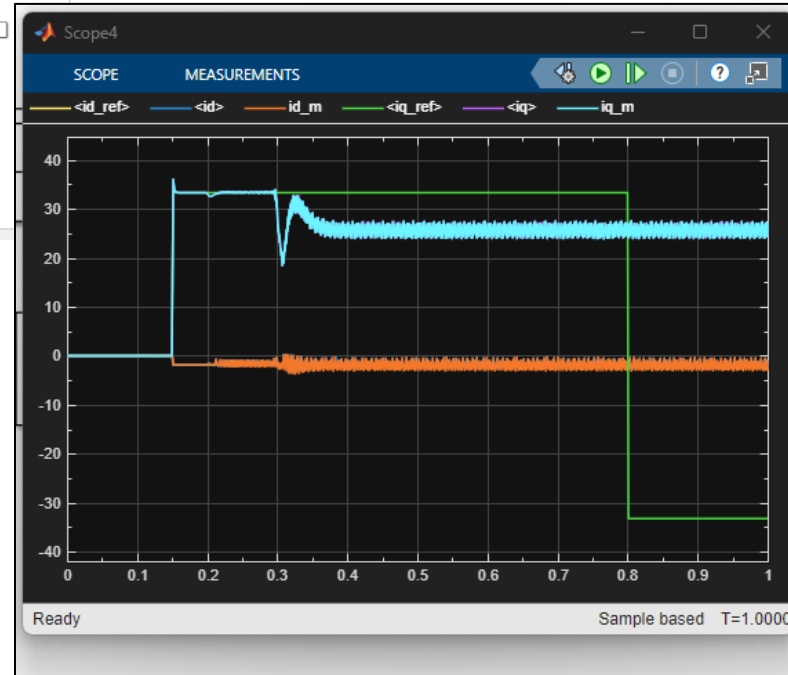 Scope4
SCOPE MEASUREMENTS
<id_ref> <id> id_m <iq_ref> <iq> iq_m
40
30
20
10
0
-10
-20
-30
-40
0 0.1 0.2 0.3 0.4 0.5 0.6 0.7 0.8 0.9 1
Ready Sample based T=1.0000